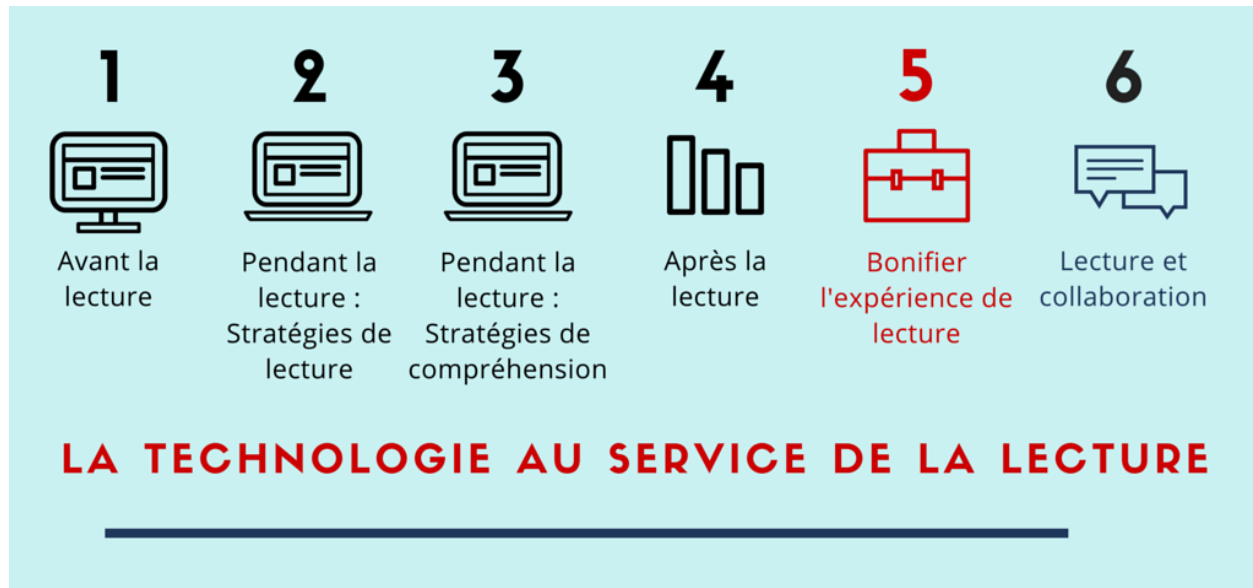 1
Avant la
lecture
2
Pendant la
lecture :
Stratégies de
lecture
3
Pendant la
lecture :
Stratégies de
compréhension
4
Après la
lecture
5
Bonifier
l'expérience de
lecture
6
Lecture et
collaboration
LA TECHNOLOGIE AU SERVICE DE LA LECTURE